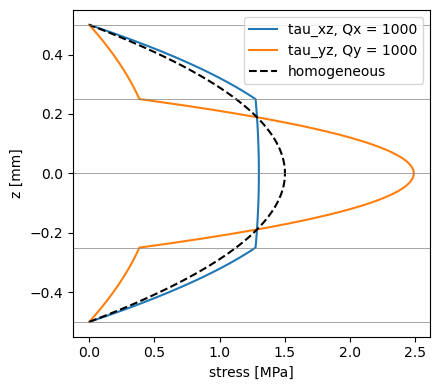 tau_xz, Qx = 1000
tau_yz, Qy = 1000
homogeneous
0.4
0.2
0.0
−0.2
−0.4
z [mm]
0.0 0.5 1.0 1.5 2.0 2.5
stress [MPa]